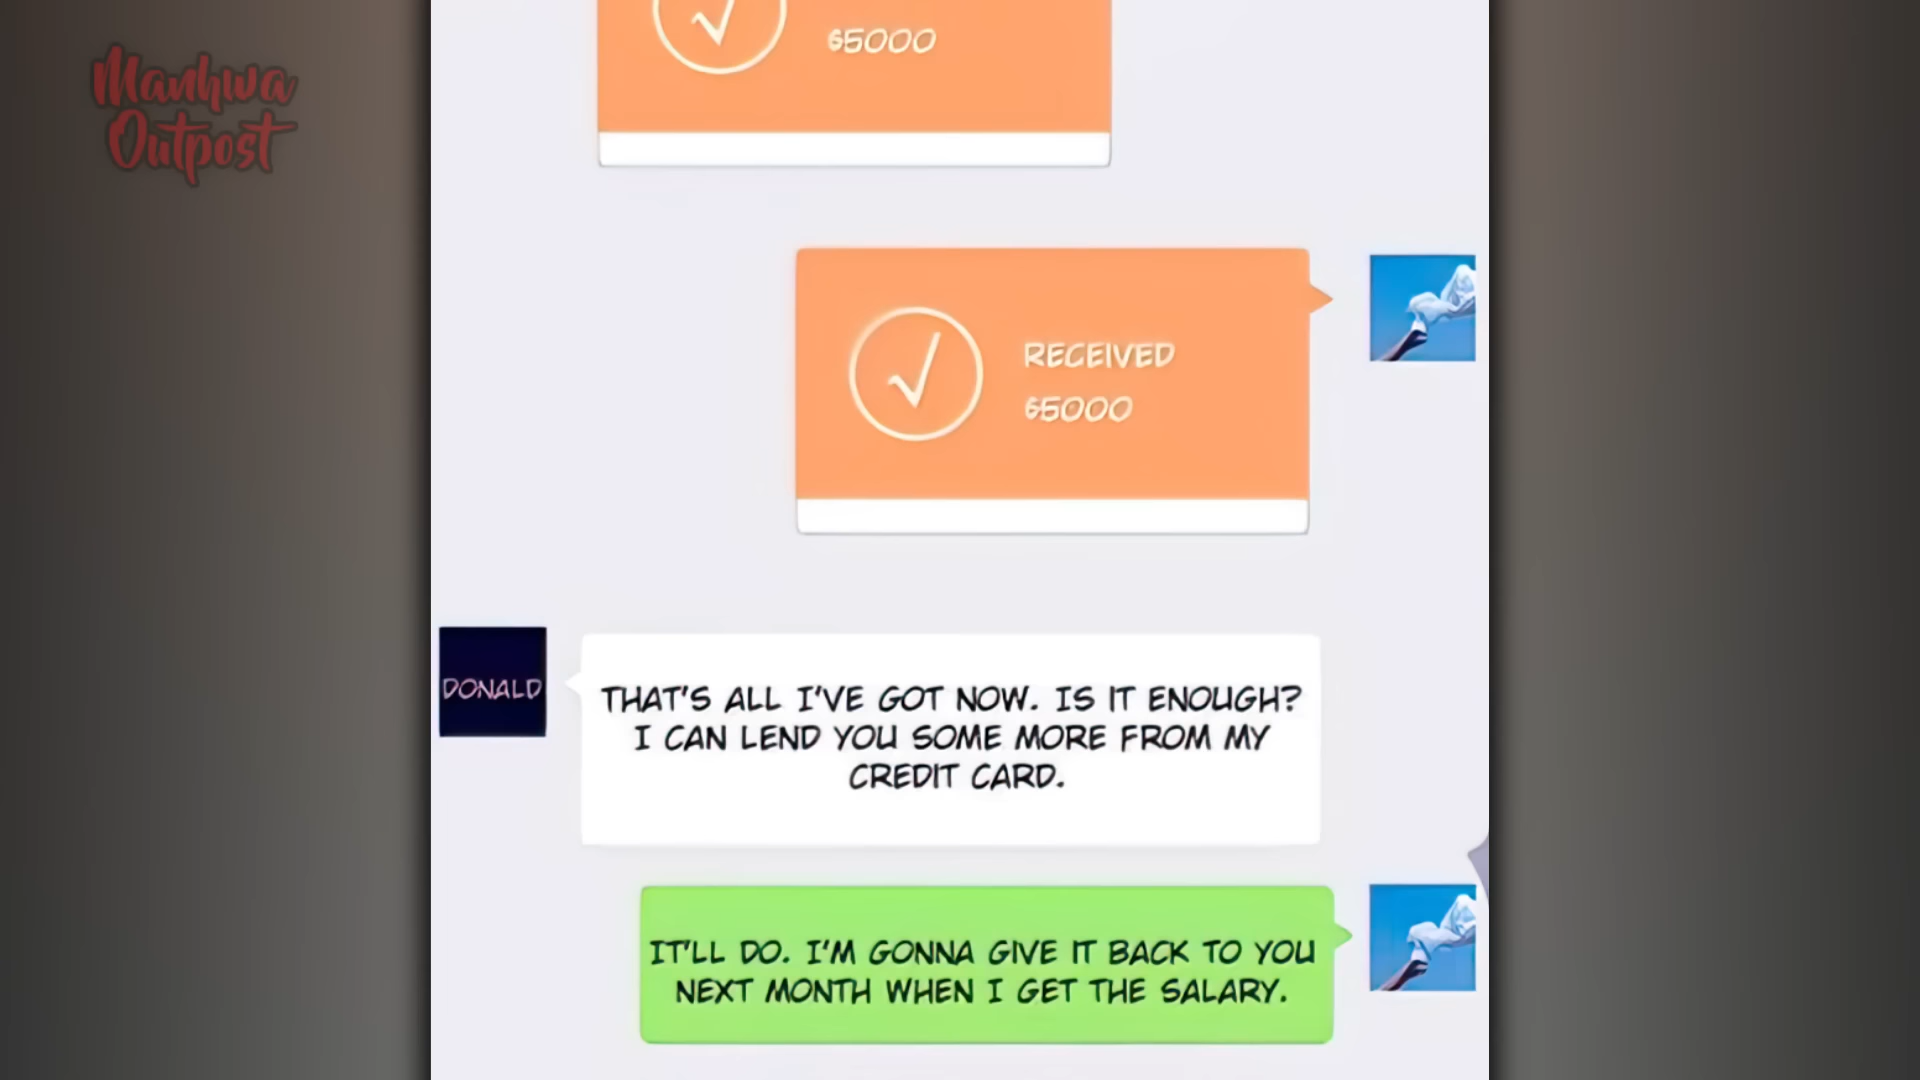 Manhwa
Outpost
$5000
RECEIVED
$5000
DONALD
THAT'S ALL I'VE GOT NOW. IS IT ENOUGH?
I CAN LEND YOU SOME MORE FROM MY
CREDIT CARD.
IT'LL DO. I'M GONNA GIVE IT BACK TO YOU
NEXT MONTH WHEN I GET THE SALARY.